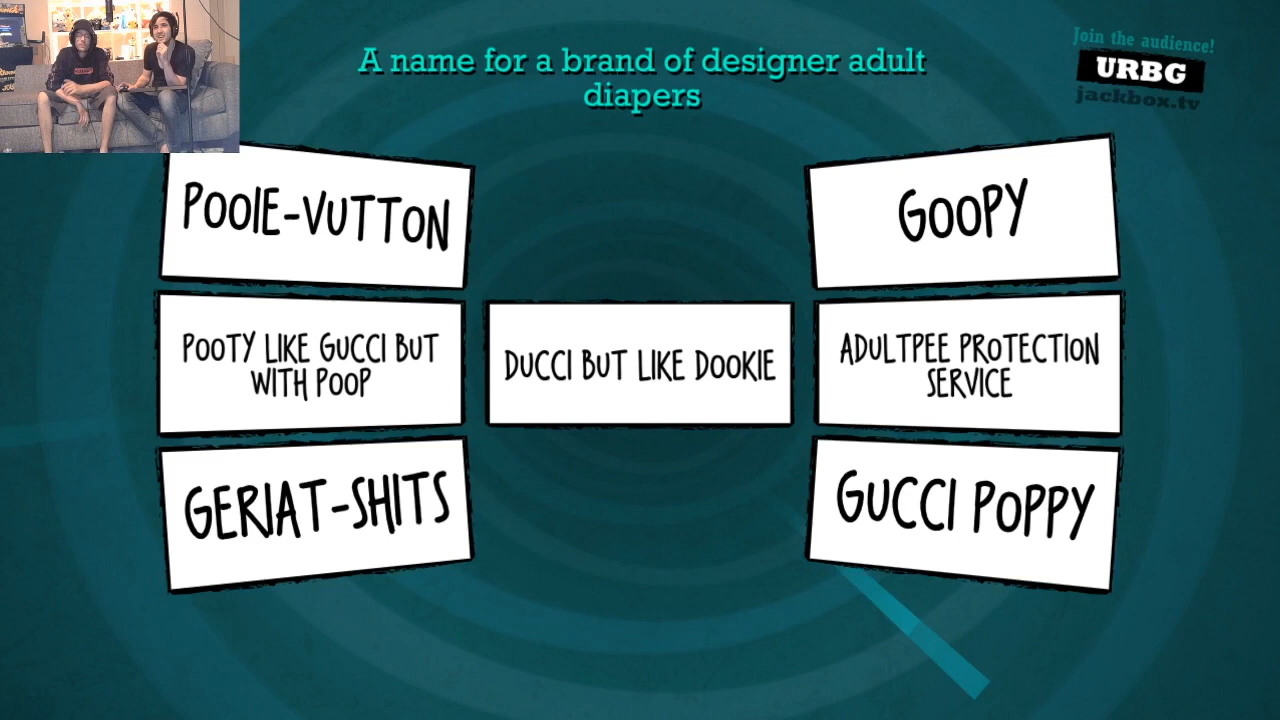 A name for a brand of designer adult
diapers
Join the audience!
URBG
jackbox.tv
POOIE-VUTTON
GOOPY
POOTY LIKE GUCCI BUT
WITH POOP
DUCCI BUT LIKE DOOKIE
ADULTPEE PROTECTION
SERVICE
GERIAT-SHITS
GUCCI POPPY